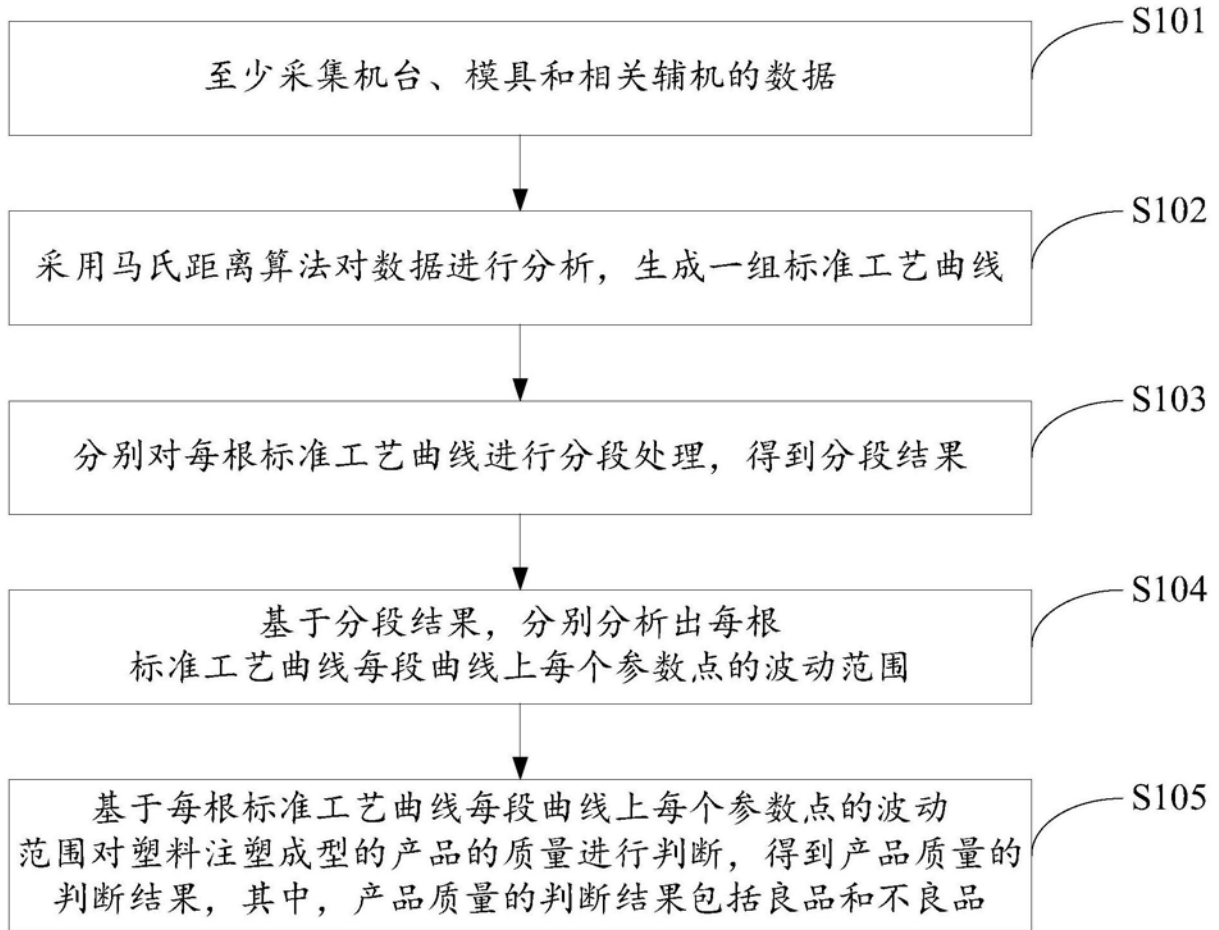 S101
至少采集机台、模具和相关辅机的数据
S102
采用马氏距离算法对数据进行分析，生成一组标准工艺曲线
S103
分别对每根标准工艺曲线进行分段处理，得到分段结果
S104
基于分段结果，分别分析出每根
标准工艺曲线每段曲线上每个参数点的波动范围
S105
基于每根标准工艺曲线每段曲线上每个参数点的波动
范围对塑料注塑成型的产品的质量进行判断，得到产品质量的
判断结果，其中，产品质量的判断结果包括良品和不良品